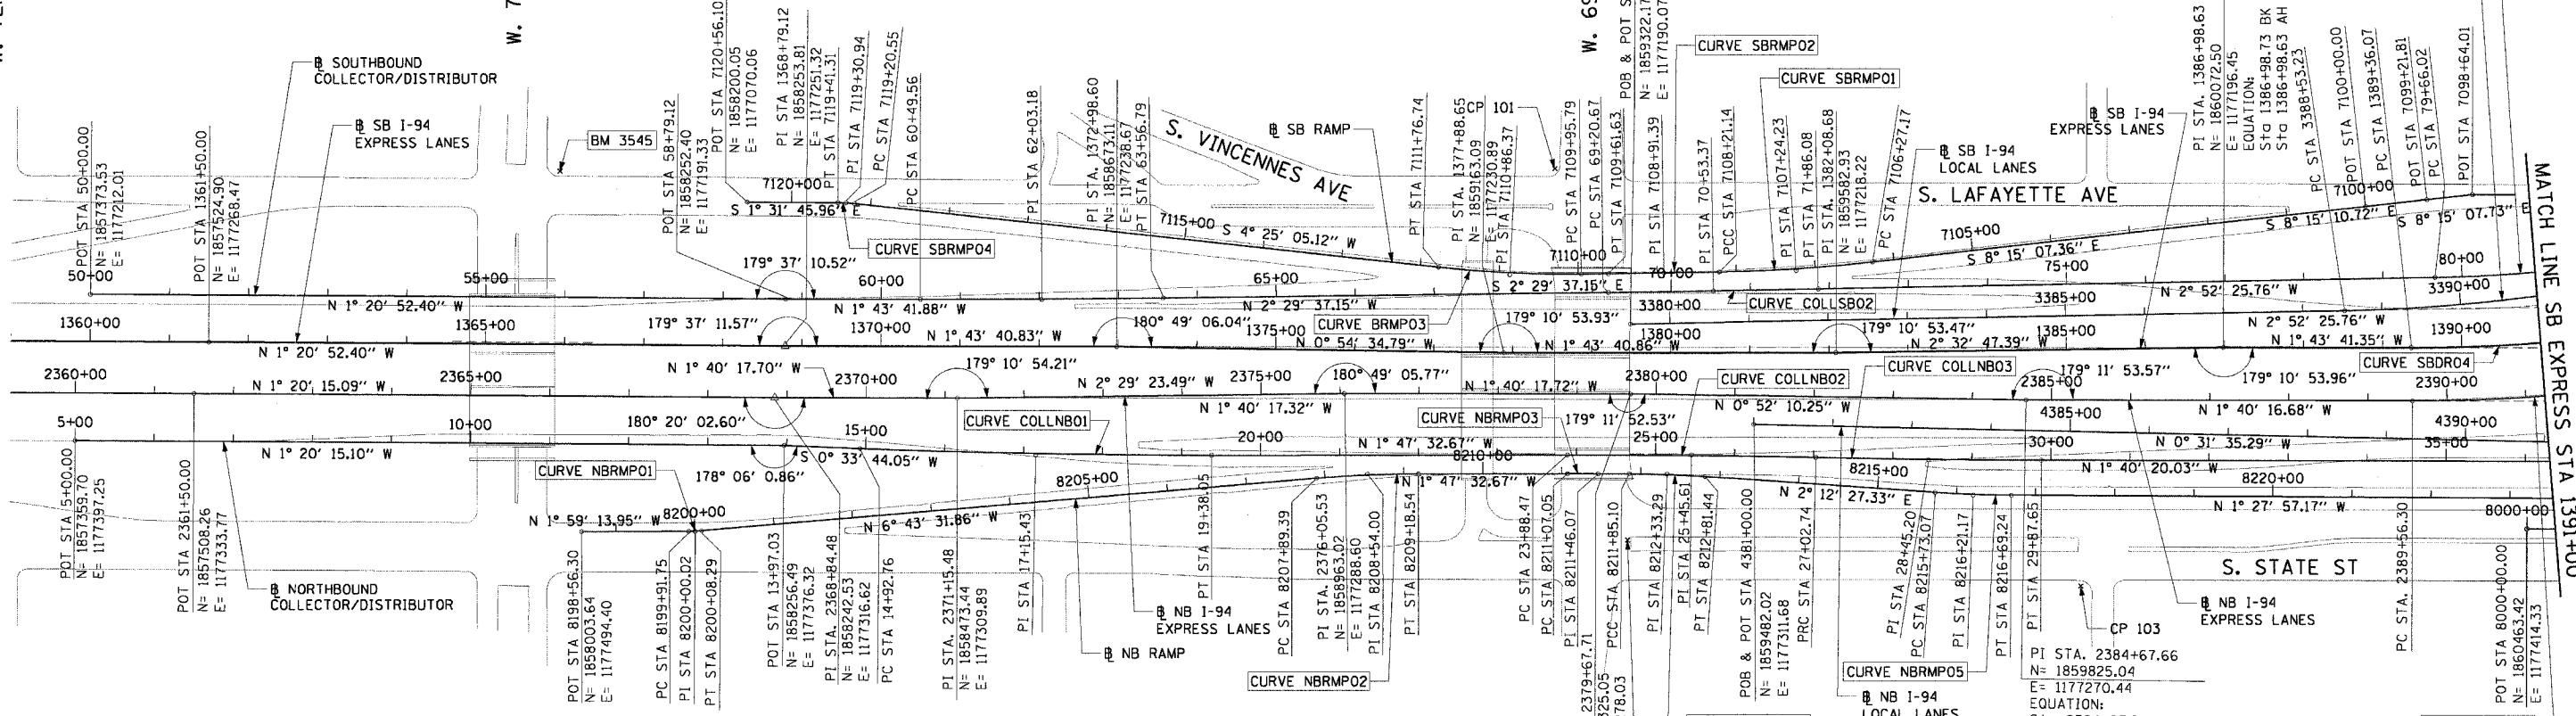 W. 7
W. 69
℄ SOUTHBOUND
COLLECTOR/DISTRIBUTOR
℄ SB I-94
EXPRESS LANES
BM 3545
POT STA 50+00.00
N= 1857373.53
E= 1177212.01
POT STA 1361+50.00
N= 1857524.90
E= 1177268.47
POT STA 58+79.12
N= 1858252.40
E= 1177191.33
POT STA 7120+56.10
N= 1858200.05
E= 1177070.06
PI STA 1368+79.12
N= 1858253.81
E= 1177251.32
PT STA 7119+41.31
PI STA 7119+30.94
PC STA 7119+20.55
PC STA 60+49.56
PI STA 62+03.18
PI STA. 1372+98.60
N= 1858673.11
E= 1177238.67
PT STA 63+56.79
S. VINCENNES AVE
℄ SB RAMP
PT STA 7111+76.74
PI STA. 1377+88.65
N= 1859163.09
E= 1177230.89
PI STA 7110+86.37
CP 101
PC STA 7109+95.79
PC STA 69+20.67
PT STA 7109+61.63
POB & POT S
N= 1859322.17
E= 1177190.07
PI STA 7108+91.39
CURVE SBRMP02
CURVE SBRMP01
PI STA 70+53.37
PCC STA 7108+21.14
PI STA 7107+24.23
PT STA 71+86.08
PI STA. 1382+08.68
N= 1859582.93
E= 1177218.22
PC STA 7106+27.17
℄ SB I-94
LOCAL LANES
S. LAFAYETTE AVE
℄ SB I-94
EXPRESS LANES
PI STA. 1386+98.63
N= 1860072.50
E= 1177196.45
EQUATION:
Sta 1386+98.73 BK
Sta 1386+98.63 AH
PC STA 3388+53.23
POT STA 7100+00.00
PC STA 1389+36.07
POT STA 7099+21.81
PC STA 79+66.02
POT STA 7098+64.01
MATCH LINE SB EXPRESS STA 1391+00
7120+00
S 1° 31' 45.96" E
CURVE SBRMP04
7115+00
S 4° 25' 05.12" W
7110+00
S 2° 29' 37.15" E
7105+00
S 8° 15' 07.36" E
7100+00
S 8° 15' 10.72" E
S 8° 15' 07.73" E
50+00
55+00
179° 37' 10.52"
60+00
65+00
70+00
75+00
80+00
N 1° 20' 52.40" W
N 1° 43' 41.88" W
N 2° 29' 37.15" W
CURVE COLLSB02
N 2° 52' 25.76" W
3380+00
3385+00
3390+00
N 2° 52' 25.76" W
1360+00
1365+00
179° 37' 11.57"
1370+00
N 1° 43' 40.83" W
180° 49' 06.04"
1375+00
CURVE BRMP03
179° 10' 53.93"
1380+00
179° 10' 53.47"
1385+00
1390+00
N 1° 20' 52.40" W
N 0° 54' 34.79" W
N 1° 43' 40.86" W
N 2° 32' 47.39" W
N 1° 43' 41.35" W
CURVE SBDR04
2360+00
N 1° 20' 15.09" W
2365+00
N 1° 40' 17.70" W
2370+00
179° 10' 54.21"
N 2° 29' 23.49" W
2375+00
180° 49' 05.77"
N 1° 40' 17.32" W
N 1° 40' 17.72" W
2380+00
CURVE COLLNB02
CURVE COLLNB03
N 0° 52' 10.25" W
2385+00
179° 11' 53.57"
179° 10' 53.96"
2390+00
N 1° 40' 16.68" W
4385+00
4390+00
N 0° 31' 35.29" W
5+00
10+00
180° 20' 02.60"
15+00
CURVE COLLNB01
20+00
CURVE NBRMP03
179° 11' 52.53"
25+00
30+00
35+00
N 1° 20' 15.10" W
S 0° 33' 44.05" W
N 1° 47' 32.67" W
N 1° 40' 20.03" W
CURVE NBRMP01
178° 06' 0.86"
8200+00
8205+00
8210+00
8215+00
8220+00
8000+00
N 1° 59' 13.95" W
N 6° 43' 31.86" W
N 1° 47' 32.67" W
N 2° 12' 27.33" E
N 1° 27' 57.17" W
POT STA 5+00.00
N= 1857359.70
E= 1177397.25
POT STA 2361+50.00
N= 1857508.26
E= 1177333.77
℄ NORTHBOUND
COLLECTOR/DISTRIBUTOR
POT STA 8198+56.30
N= 1858003.64
E= 1177494.40
PC STA 8199+91.75
PI STA 8200+00.02
PT STA 8200+08.29
POT STA 13+97.03
N= 1858256.49
E= 1177376.32
PI STA. 2368+84.48
N= 1858242.53
E= 1177316.62
PC STA 14+92.76
PI STA. 2371+15.48
N= 1858473.44
E= 1177309.89
PI STA 17+15.43
℄ NB I-94
EXPRESS LANES
℄ NB RAMP
PT STA 19+38.05
PC STA 8207+89.39
PI STA. 2376+05.53
N= 1858963.02
E= 1177288.60
PI STA 8208+54.00
PT STA 8209+18.54
CURVE NBRMP02
PC STA 23+88.47
PC STA 8211+07.05
PI STA 8211+46.07
2379+67.71
325.05
278.03
PCC STA 8211+85.10
PI STA 8212+33.29
PI STA 25+45.61
PT STA 8212+81.44
POB & POT STA 4381+00.00
N= 1859482.02
E= 1177311.68
PRC STA 27+02.74
CURVE NBRMP05
℄ NB I-94
LOCAL LANES
PI STA 28+45.20
PC STA 8215+73.07
PI STA 8216+21.17
PT STA 8216+69.24
PT STA 29+87.65
PI STA. 2384+67.66
N= 1859825.04
E= 1177270.44
EQUATION:
CP 103
S. STATE ST
℄ NB I-94
EXPRESS LANES
PC STA. 2389+56.30
POT STA 8000+00.00
N= 1860463.42
E= 1177414.33